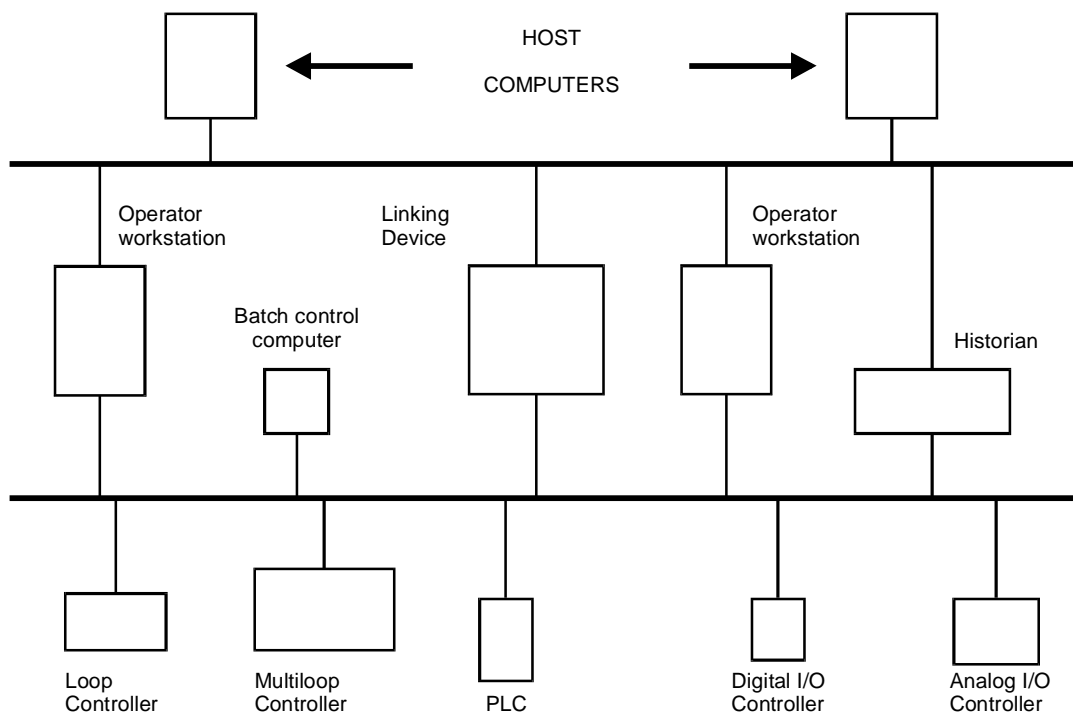 HOST
COMPUTERS
Operator
workstation
Linking
Device
Operator
workstation
Batch control
computer
Historian
Loop
Controller
Multiloop
Controller
PLC
Digital I/O
Controller
Analog I/O
Controller